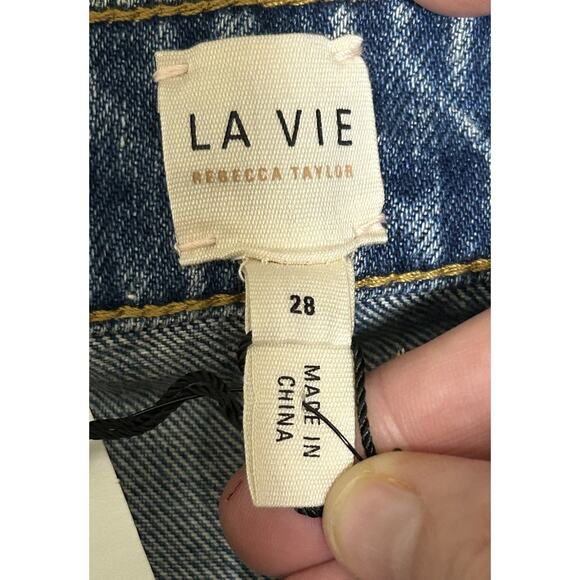 LA VIE
REBECCA TAYLOR
28
MADE IN
CHINA